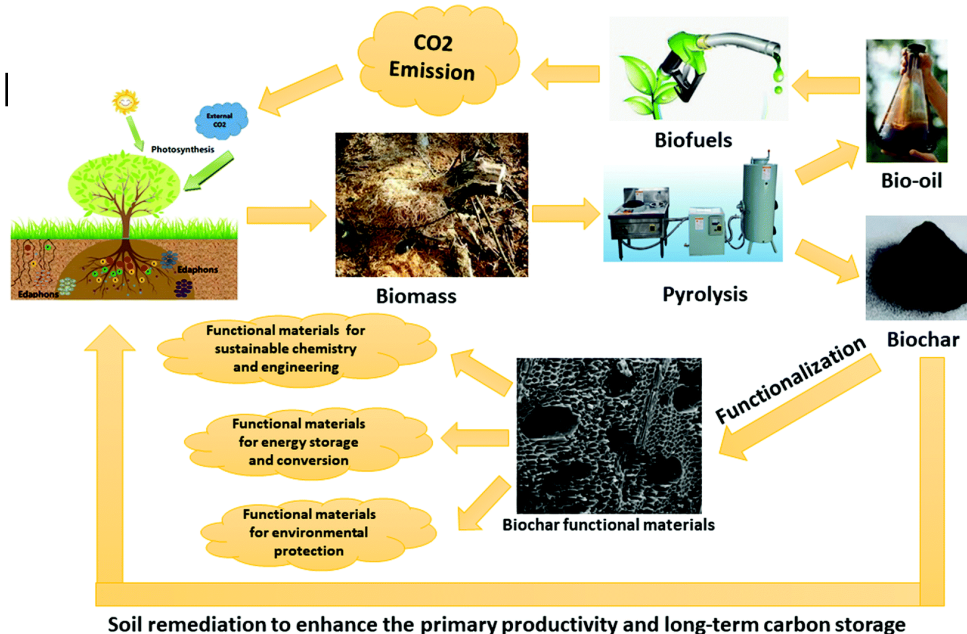 CO2
Emission
External
CO2
Photosynthesis
Edaphons
Edaphons
Biomass
Biofuels
Bio-oil
Pyrolysis
Biochar
Functionalization
Functional materials for
sustainable chemistry
and engineering
Functional materials
for energy storage
and conversion
Functional materials
for environmental
protection
Biochar functional materials
Soil remediation to enhance the primary productivity and long-term carbon storage